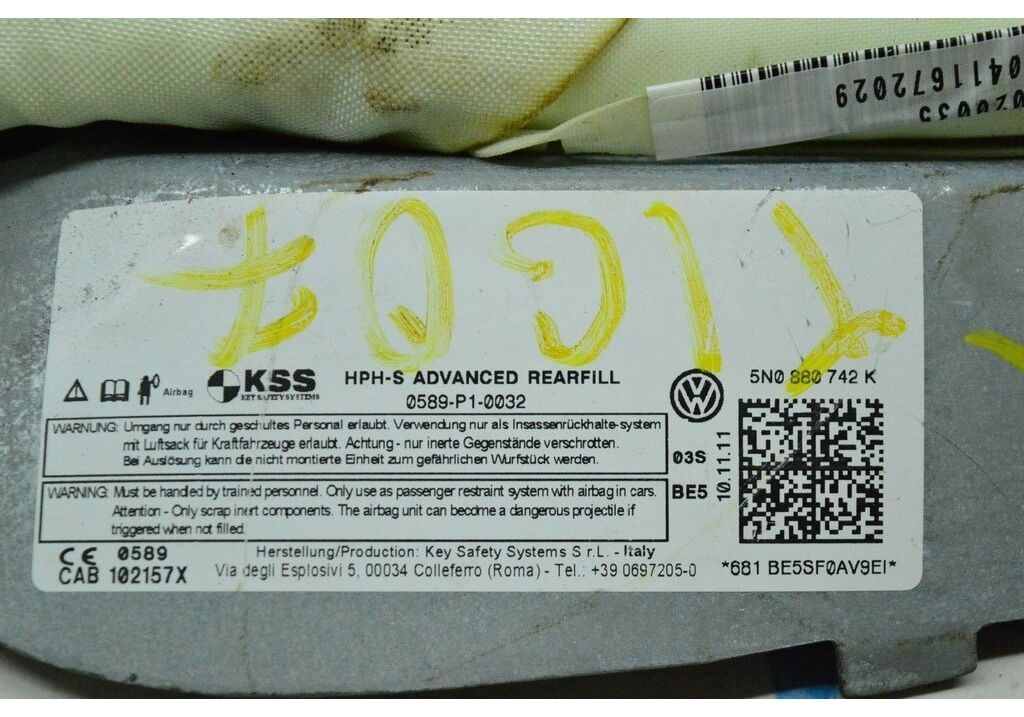 0411672029
Airbag
KSS
KEY SAFETY SYSTEMS
HPH-S ADVANCED REARFILL
0589-P1-0032
5N0 880 742 K
WARNUNG: Umgang nur durch geschultes Personal erlaubt. Verwendung nur als Insassenrückhalte-system
mit Luftsack für Kraftfahrzeuge erlaubt. Achtung - nur inerte Gegenstände verschrotten.
Bei Auslösung kann die nicht montierte Einheit zum gefährlichen Wurfstück werden.
03S
BE5
10.11.11
WARNING: Must be handled by trained personnel. Only use as passenger restraint system with airbag in cars.
Attention - Only scrap inert components. The airbag unit can become a dangerous projectile if
triggered when not filled.
CE 0589
CAB 102157X
Herstellung/Production: Key Safety Systems S r.L. - Italy
Via degli Esplosivi 5, 00034 Colleferro (Roma) - Tel.: +39 0697205-0
*681 BE5SF0AV9EI*